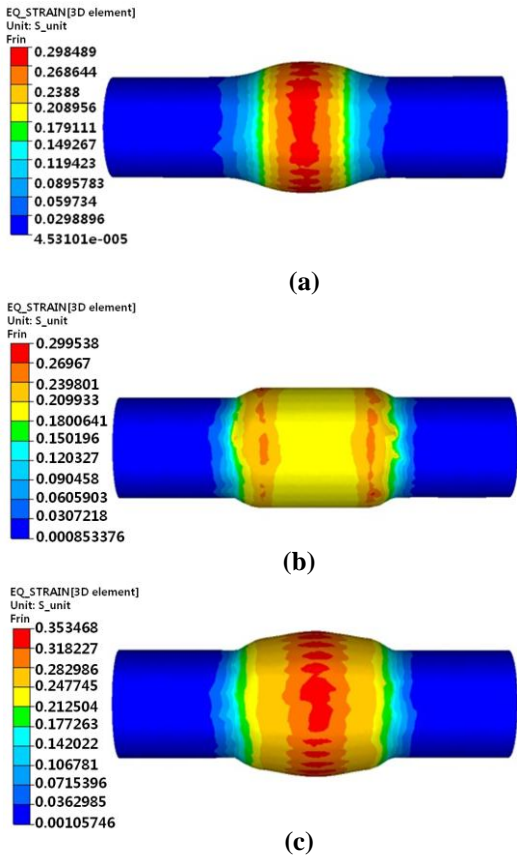 EQ_STRAIN[3D element]
Unit: S_unit
Frin
0.298489
0.268644
0.2388
0.208956
0.179111
0.149267
0.119423
0.0895783
0.059734
0.0298896
4.53101e-005
(a)
EQ_STRAIN[3D element]
Unit: S_unit
Frin
0.299538
0.26967
0.239801
0.209933
0.1800641
0.150196
0.120327
0.090458
0.0605903
0.0307218
0.000853376
(b)
EQ_STRAIN[3D element]
Unit: S_unit
Frin
0.353468
0.318227
0.282986
0.247745
0.212504
0.177263
0.142022
0.106781
0.0715396
0.0362985
0.00105746
(c)